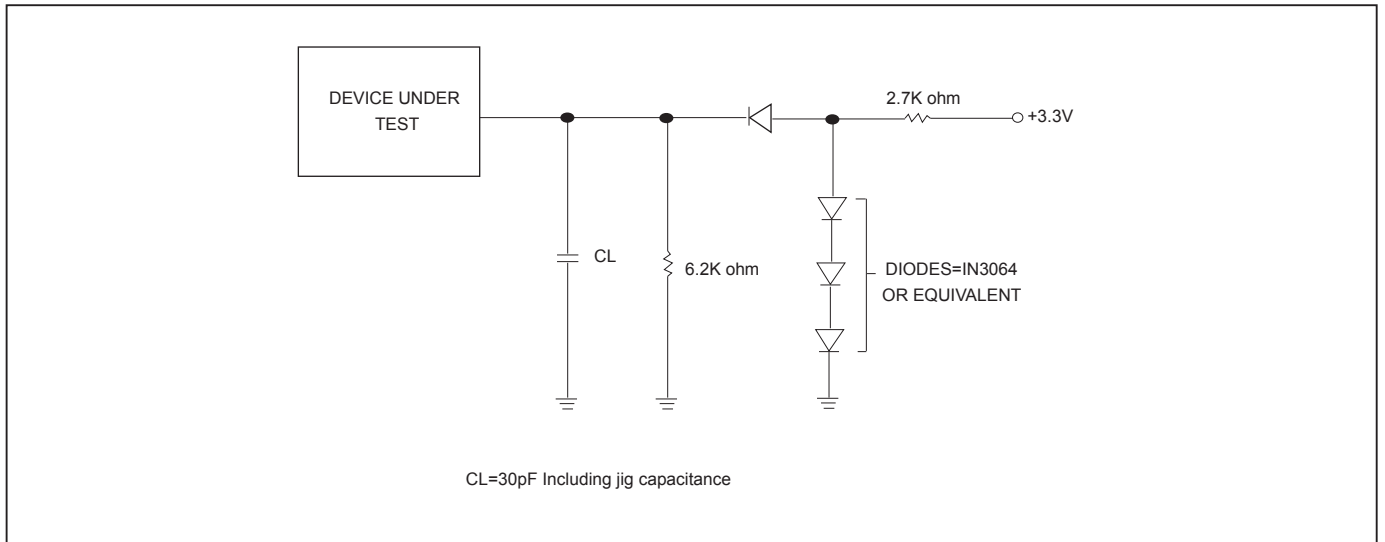 DEVICE UNDER
TEST
2.7K ohm
+3.3V
CL
6.2K ohm
DIODES=IN3064
OR EQUIVALENT
CL=30pF Including jig capacitance